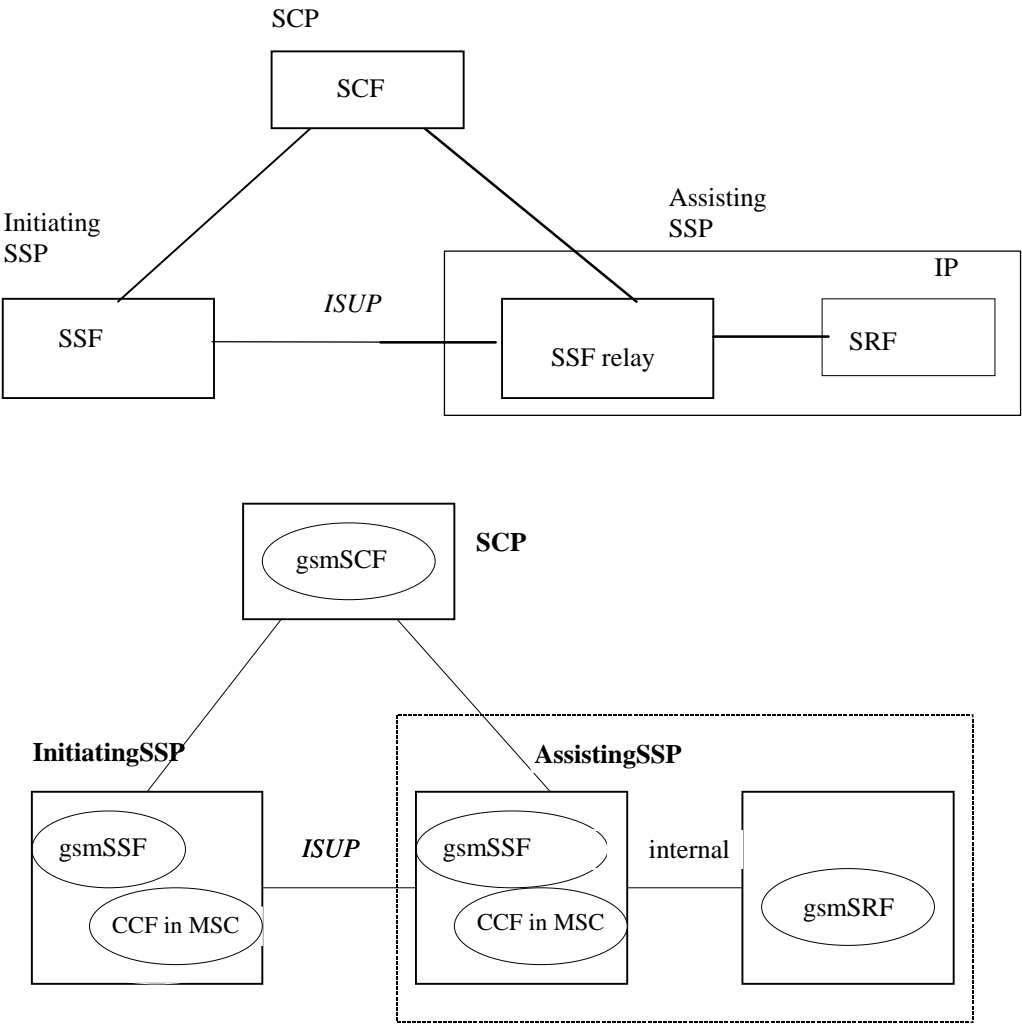 SCP
SCF
Assisting
SSP
Initiating
SSP
IP
ISUP
SSF
SSF relay
SRF
SCP
gsmSCF
InitiatingSSP
AssistingSSP
gsmSSF
ISUP
gsmSSF
internal
CCF in MSC
CCF in MSC
gsmSRF